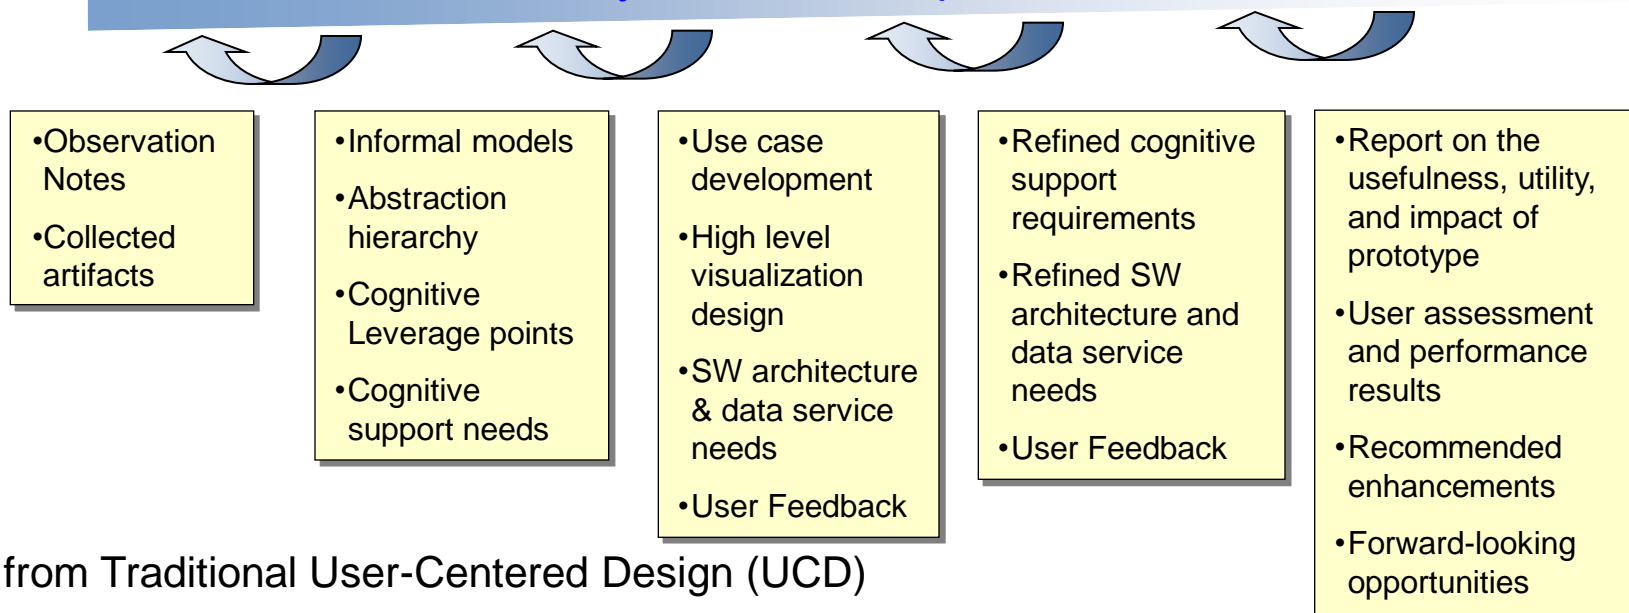 •Observation
Notes
•Collected
artifacts
•Informal models
•Abstraction
hierarchy
•Cognitive
Leverage points
•Cognitive
support needs
•Use case
development
•High level
visualization
design
•SW architecture
& data service
needs
•User Feedback
•Refined cognitive
support
requirements
•Refined SW
architecture and
data service
needs
•User Feedback
•Report on the
usefulness, utility,
and impact of
prototype
•User assessment
and performance
results
•Recommended
enhancements
•Forward-looking
opportunities
from Traditional User-Centered Design (UCD)